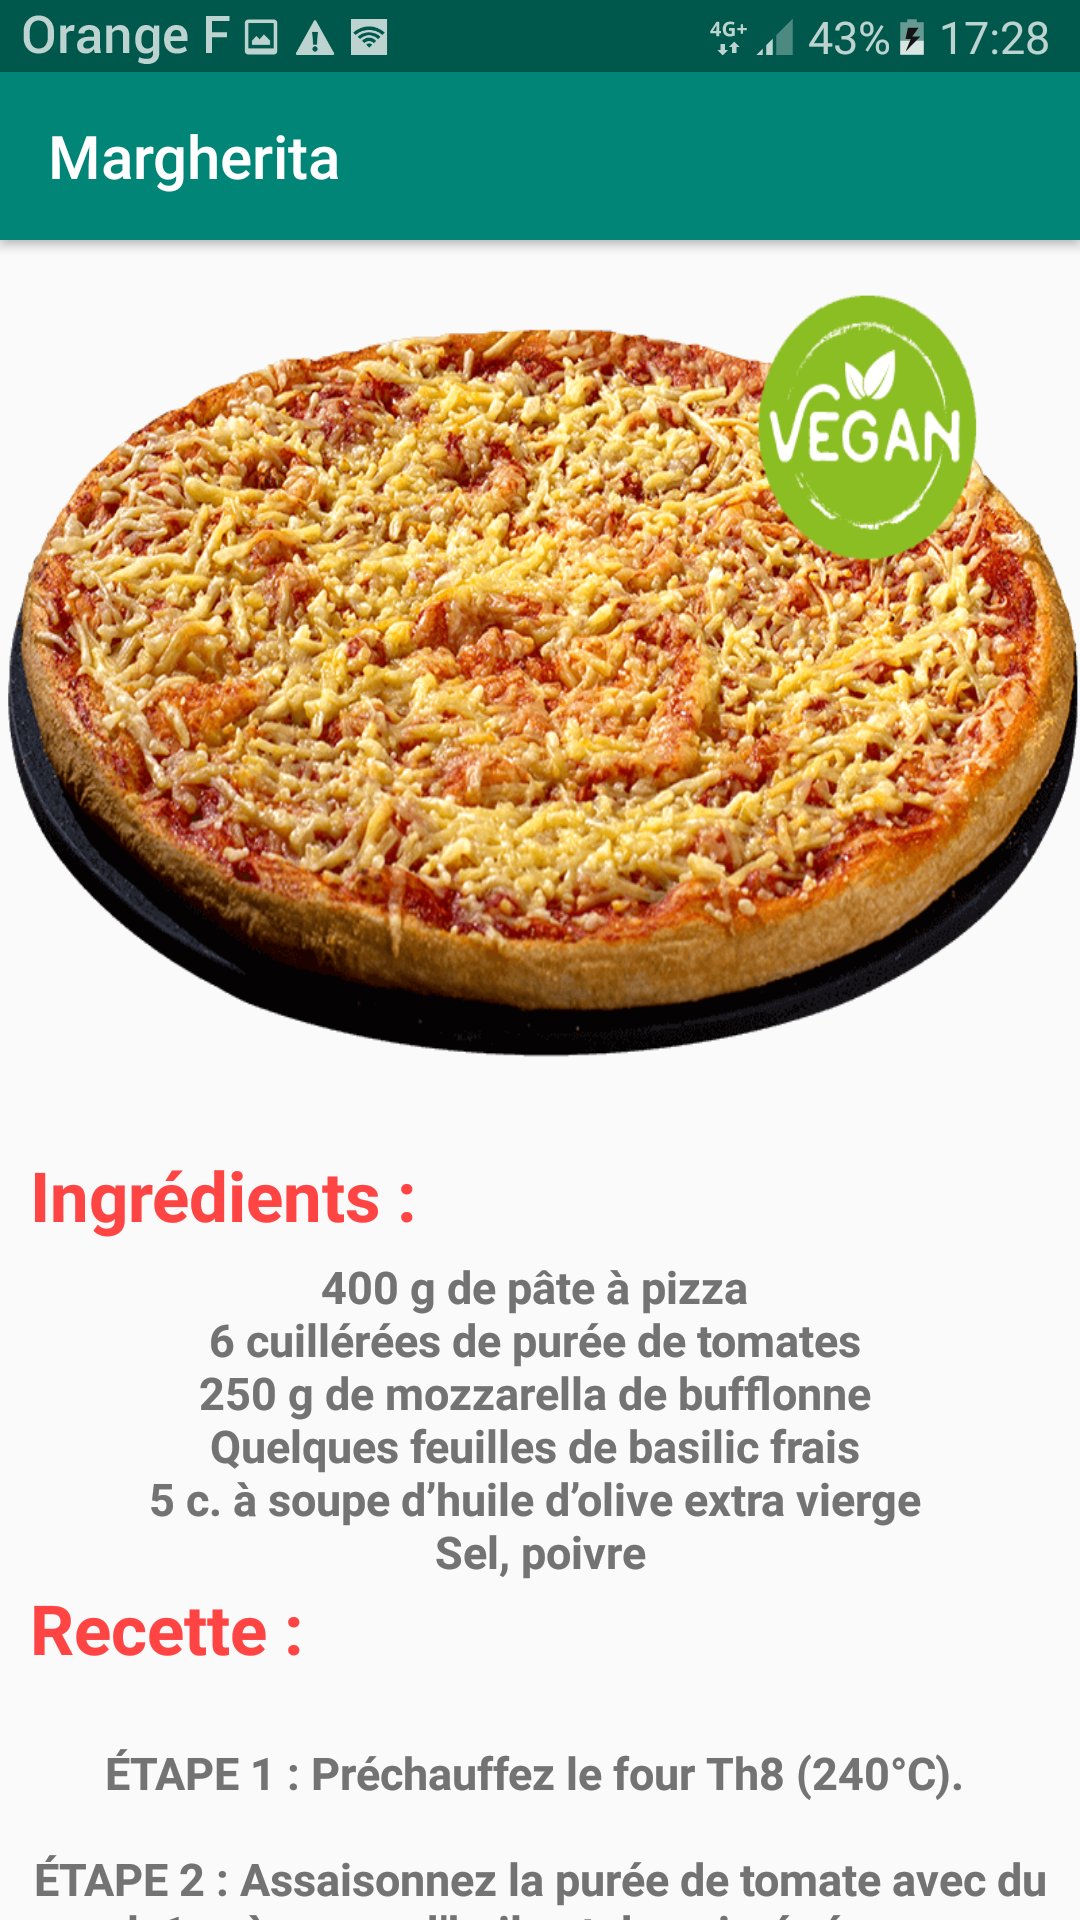 Orange F 4G+ 43% 17:28
Margherita
VEGAN
Ingrédients :
400 g de pâte à pizza
6 cuillérées de purée de tomates
250 g de mozzarella de bufflonne
Quelques feuilles de basilic frais
5 c. à soupe d’huile d’olive extra vierge
Sel, poivre
Recette :
ÉTAPE 1 : Préchauffez le four Th8 (240°C).
ÉTAPE 2 : Assaisonnez la purée de tomate avec du